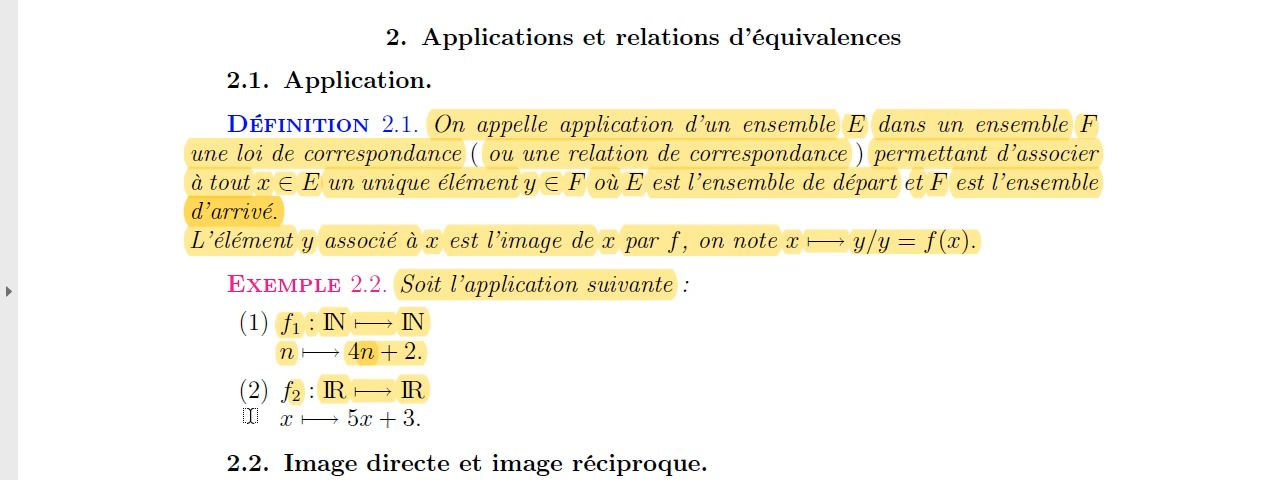 2. Applications et relations d'équivalences
2.1. Application.
DÉFINITION 2.1. On appelle application d'un ensemble E dans un ensemble F
une loi de correspondance ( ou une relation de correspondance ) permettant d'associer
à tout x ∈ E un unique élément y ∈ F où E est l'ensemble de départ et F est l'ensemble
d'arrivé.
L'élément y associé à x est l'image de x par f, on note x ⟼ y/y = f(x).
EXEMPLE 2.2. Soit l'application suivante :
(1) f₁ : ℕ ⟼ ℕ
n ⟼ 4n + 2.
(2) f₂ : ℝ ⟼ ℝ
x ⟼ 5x + 3.
2.2. Image directe et image réciproque.